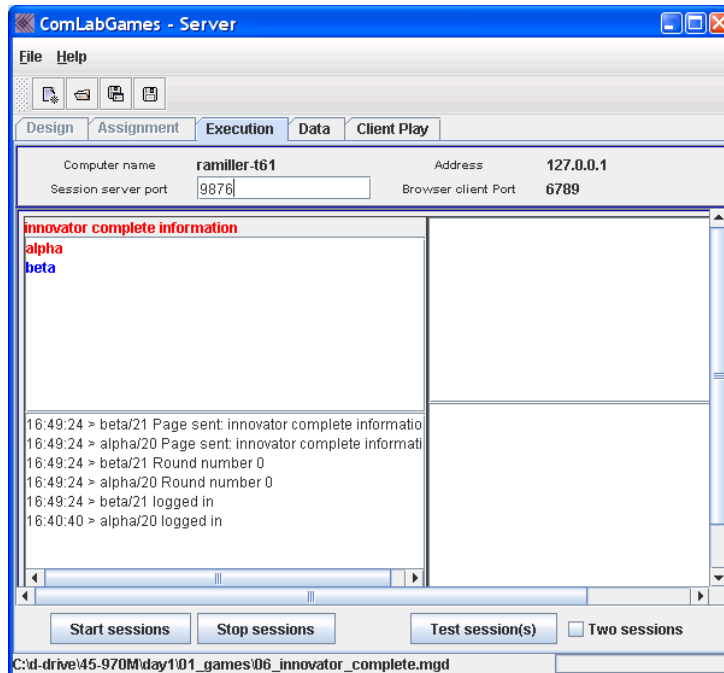 ComLabGames - Server
File Help
Design Assignment Execution Data Client Play
Computer name ramiller-t61 Address 127.0.0.1
Session server port 9876 Browser client Port 6789
innovator complete information
alpha
beta
16:49:24 > beta/21 Page sent: innovator complete informatio
16:49:24 > alpha/20 Page sent: innovator complete informati
16:49:24 > beta/21 Round number 0
16:49:24 > alpha/20 Round number 0
16:49:24 > beta/21 logged in
16:40:40 > alpha/20 logged in
Start sessions Stop sessions Test session(s) Two sessions
C:\d-drive\45-970M\day1\01_games\06_innovator_complete.mgd